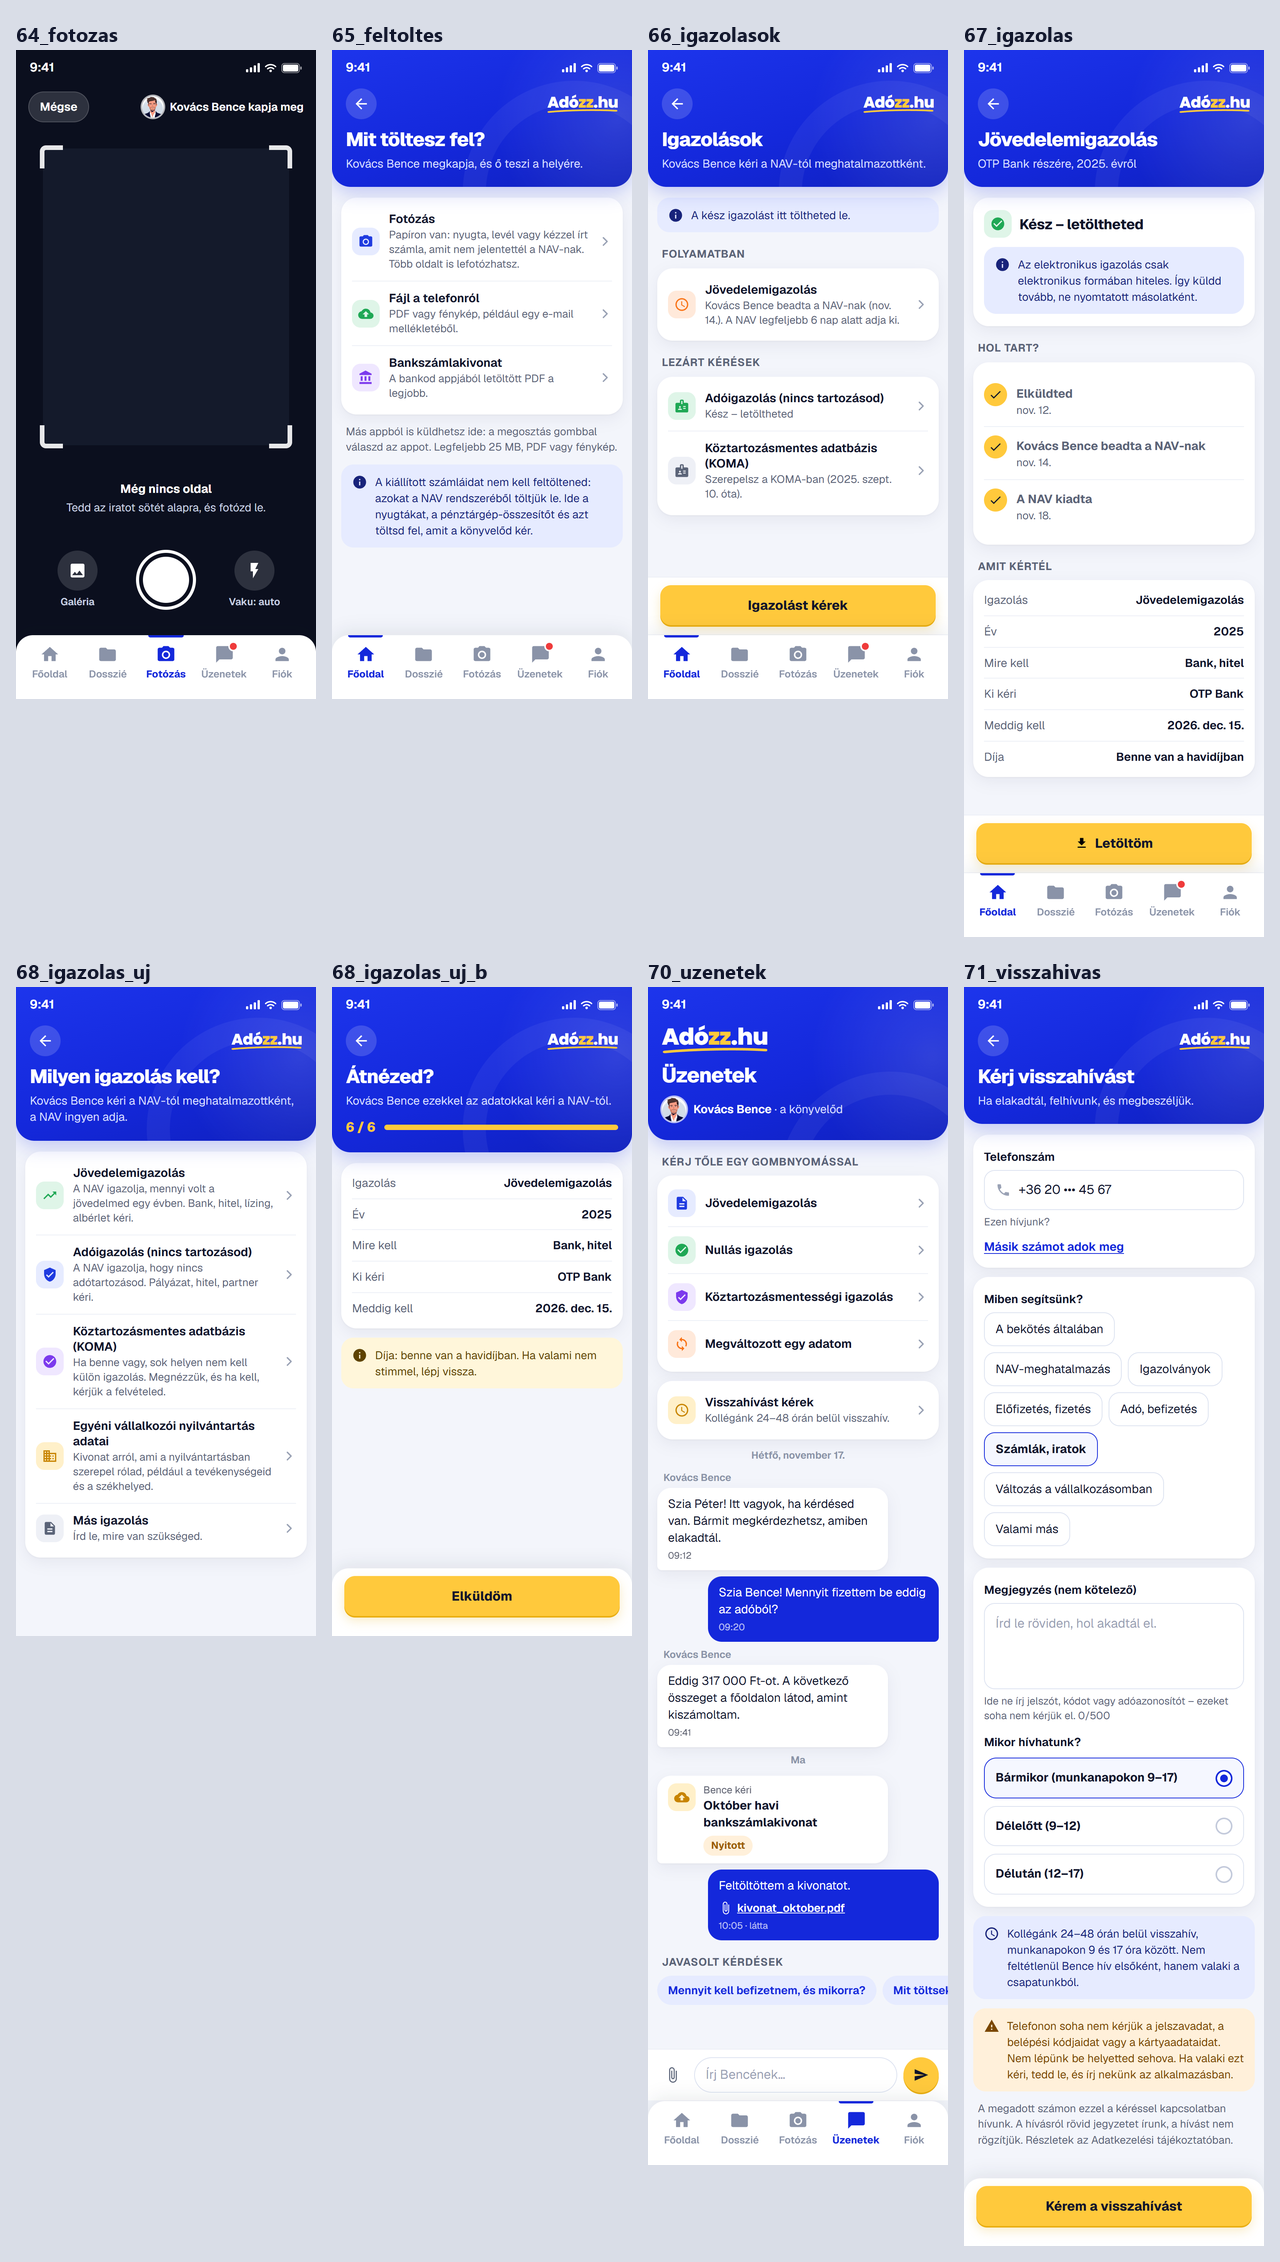 64_fotozas
9:41
Mégse
Kovács Bence kapja meg
Még nincs oldal
Tedd az iratot sötét alapra, és fotózd le.
Galéria
Vaku: auto
Főoldal
Dosszié
Fotózás
Üzenetek
Fiók
65_feltoltes
9:41
Adózz.hu
Mit töltesz fel?
Kovács Bence megkapja, és ő teszi a helyére.
Fotózás
Papíron van: nyugta, levél vagy kézzel írt
számla, amit nem jelentettél a NAV-nak.
Több oldalt is lefotózhatsz.
Fájl a telefonról
PDF vagy fénykép, például egy e-mail
mellékletéből.
Bankszámlakivonat
A bankod appjából letöltött PDF a
legjobb.
Más appból is küldhetsz ide: a megosztás gombbal
válaszd az appot. Legfeljebb 25 MB, PDF vagy fénykép.
A kiállított számláidat nem kell feltöltened:
azokat a NAV rendszeréből töltjük le. Ide a
nyugtákat, a pénztárgép-összesítőt és azt
töltsd fel, amit a könyvelőd kér.
Főoldal
Dosszié
Fotózás
Üzenetek
Fiók
66_igazolasok
9:41
Adózz.hu
Igazolások
Kovács Bence kéri a NAV-tól meghatalmazottként.
A kész igazolást itt töltheted le.
FOLYAMATBAN
Jövedelemigazolás
Kovács Bence beadta a NAV-nak (nov.
14.). A NAV legfeljebb 6 nap alatt adja ki.
LEZÁRT KÉRÉSEK
Adóigazolás (nincs tartozásod)
Kész – letöltheted
Köztartozásmentes adatbázis
(KOMA)
Szerepelsz a KOMA-ban (2025. szept.
10. óta).
Igazolást kérek
Főoldal
Dosszié
Fotózás
Üzenetek
Fiók
67_igazolas
9:41
Adózz.hu
Jövedelemigazolás
OTP Bank részére, 2025. évről
Kész – letöltheted
Az elektronikus igazolás csak
elektronikus formában hiteles. Így küldd
tovább, ne nyomtatott másolatként.
HOL TART?
Elküldted
nov. 12.
Kovács Bence beadta a NAV-nak
nov. 14.
A NAV kiadta
nov. 18.
AMIT KÉRTÉL
Igazolás Jövedelemigazolás
Év 2025
Mire kell Bank, hitel
Ki kéri OTP Bank
Meddig kell 2026. dec. 15.
Díja Benne van a havidíjban
Letöltöm
Főoldal
Dosszié
Fotózás
Üzenetek
Fiók
68_igazolas_uj
9:41
Adózz.hu
Milyen igazolás kell?
Kovács Bence kéri a NAV-tól meghatalmazottként,
a NAV ingyen adja.
Jövedelemigazolás
A NAV igazolja, mennyi volt a
jövedelmed egy évben. Bank, hitel, lízing,
albérlet kéri.
Adóigazolás (nincs tartozásod)
A NAV igazolja, hogy nincs
adótartozásod. Pályázat, hitel, partner
kéri.
Köztartozásmentes adatbázis
(KOMA)
Ha benne vagy, sok helyen nem kell
külön igazolás. Megnézzük, és ha kell,
kérjük a felvételed.
Egyéni vállalkozói nyilvántartás
adatai
Kivonat arról, ami a nyilvántartásban
szerepel rólad, például a tevékenységeid
és a székhelyed.
Más igazolás
Írd le, mire van szükséged.
68_igazolas_uj_b
9:41
Adózz.hu
Átnézed?
Kovács Bence ezekkel az adatokkal kéri a NAV-tól.
6 / 6
Igazolás Jövedelemigazolás
Év 2025
Mire kell Bank, hitel
Ki kéri OTP Bank
Meddig kell 2026. dec. 15.
Díja: benne van a havidíjban. Ha valami nem
stimmel, lépj vissza.
Elküldöm
70_uzenetek
9:41
Adózz.hu
Üzenetek
Kovács Bence · a könyvelőd
KÉRJ TŐLE EGY GOMBNYOMÁSSAL
Jövedelemigazolás
Nullás igazolás
Köztartozásmentességi igazolás
Megváltozott egy adatom
Visszahívást kérek
Kollégánk 24–48 órán belül visszahív.
Hétfő, november 17.
Kovács Bence
Szia Péter! Itt vagyok, ha kérdésed
van. Bármit megkérdezhetsz, amiben
elakadtál.
09:12
Szia Bence! Mennyit fizettem be eddig
az adóból?
09:20
Kovács Bence
Eddig 317 000 Ft-ot. A következő
összeget a főoldalon látod, amint
kiszámoltam.
09:41
Ma
Bence kéri
Október havi
bankszámlakivonat
Nyitott
Feltöltöttem a kivonatot.
kivonat_oktober.pdf
10:05 · látta
JAVASOLT KÉRDÉSEK
Mennyit kell befizetnem, és mikorra?
Mit töltsek
Írj Bencének...
Főoldal
Dosszié
Fotózás
Üzenetek
Fiók
71_visszahivas
9:41
Adózz.hu
Kérj visszahívást
Ha elakadtál, felhívunk, és megbeszéljük.
Telefonszám
+36 20 ••• 45 67
Ezen hívjunk?
Másik számot adok meg
Miben segítsünk?
A bekötés általában
NAV-meghatalmazás
Igazolványok
Előfizetés, fizetés
Adó, befizetés
Számlák, iratok
Változás a vállalkozásomban
Valami más
Megjegyzés (nem kötelező)
Írd le röviden, hol akadtál el.
Ide ne írj jelszót, kódot vagy adóazonosítót – ezeket
soha nem kérjük el. 0/500
Mikor hívhatunk?
Bármikor (munkanapokon 9–17)
Délelőtt (9–12)
Délután (12–17)
Kollégánk 24–48 órán belül visszahív,
munkanapokon 9 és 17 óra között. Nem
feltétlenül Bence hív elsőként, hanem valaki a
csapatunkból.
Telefonon soha nem kérjük a jelszavadat, a
belépési kódjaidat vagy a kártyaadataidat.
Nem lépünk be helyetted sehova. Ha valaki ezt
kéri, tedd le, és írj nekünk az alkalmazásban.
A megadott számon ezzel a kéréssel kapcsolatban
hívunk. A hívásról rövid jegyzetet írunk, a hívást nem
rögzítjük. Részletek az Adatkezelési tájékoztatóban.
Kérem a visszahívást